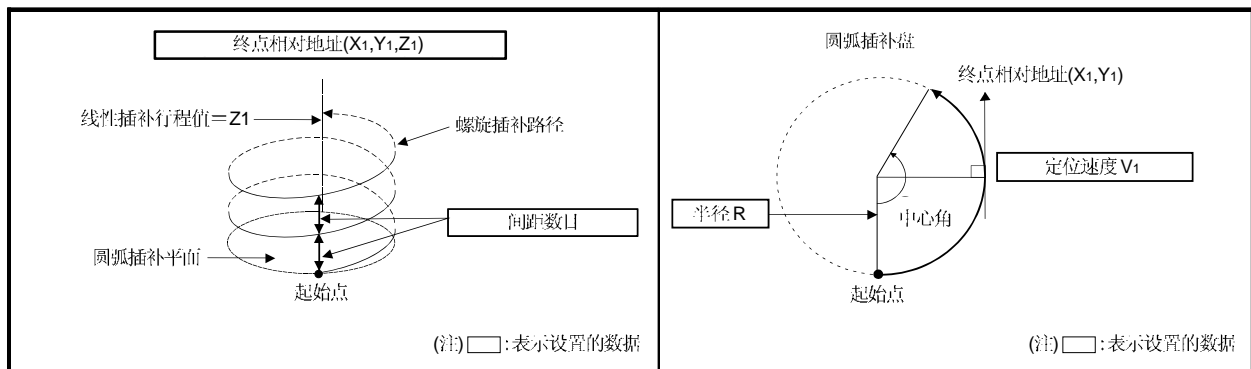 终点相对地址(X1,Y1,Z1)
线性插补行程值＝Z1
螺旋插补路径
间距数目
圆弧插补平面
起始点
(注) :表示设置的数据
圆弧插补盘
终点相对地址(X1,Y1)
定位速度 V1
半径 R
中心角
起始点
(注) :表示设置的数据